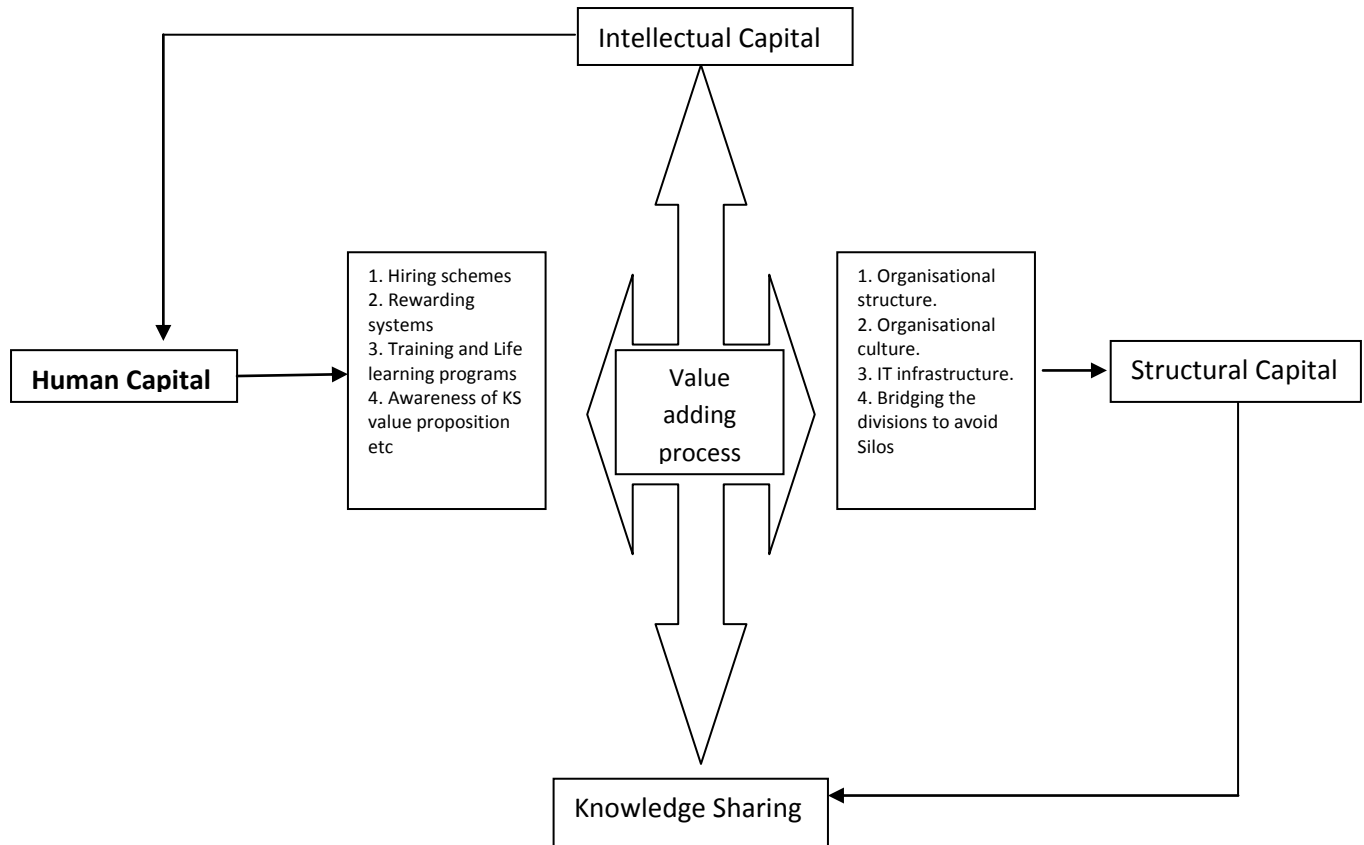 Intellectual Capital
1. Hiring schemes
2. Rewarding
systems
3. Training and Life
learning programs
4. Awareness of KS
value proposition
etc
1. Organisational
structure.
2. Organisational
culture.
3. IT infrastructure.
4. Bridging the
divisions to avoid
Silos
Human Capital
Value
adding
process
Structural Capital
Knowledge Sharing